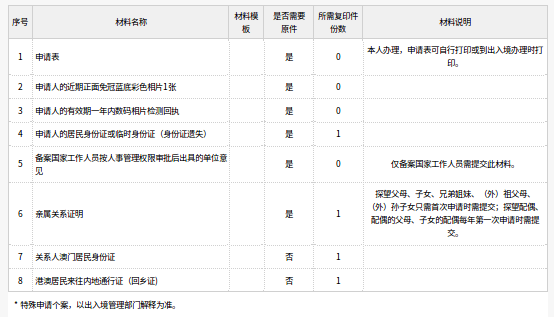 序号 材料名称 材料模板 是否需要原件 所需复印件份数 材料说明
1 申请表 是 0 本人办理，申请表可自行打印或到出入境办理时打印。
2 申请人的近期正面免冠蓝底彩色相片1张 是 0
3 申请人的有效期一年内数码相片检测回执 是 0
4 申请人的居民身份证或临时身份证（身份证遗失） 是 1
5 备案国家工作人员按人事管理权限审批后出具的单位意见 是 0 仅备案国家工作人员需提交此材料。
6 亲属关系证明 是 1 探望父母、子女、兄弟姐妹、（外）祖父母、（外）孙子女只需首次申请时需提交；探望配偶、配偶的父母、子女的配偶每年第一次申请时需提交。
7 关系人澳门居民身份证 否 1
8 港澳居民来往内地通行证（回乡证） 否 1
* 特殊申请个案，以出入境管理部门解释为准。